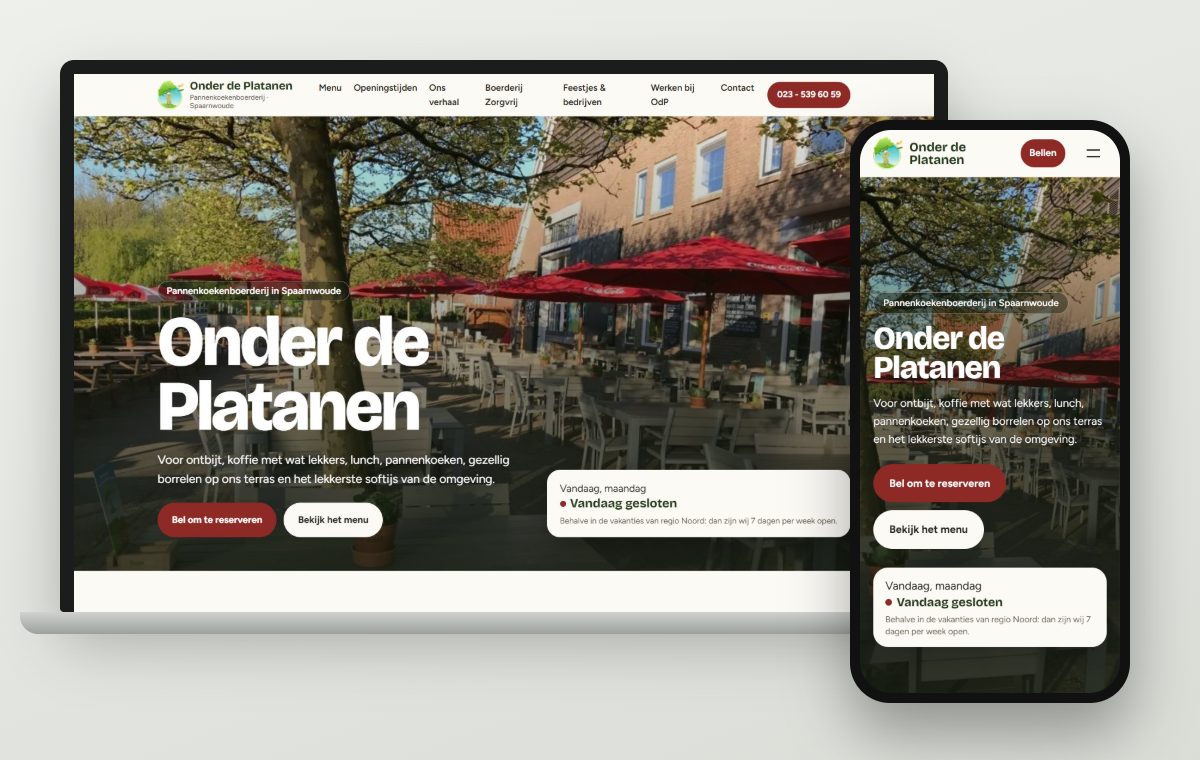 Onder de Platanen
Pannenkoekenboerderij ·
Spaarnwoude
Menu
Openingstijden
Ons
verhaal
Boerderij
Zorgvrij
Feestjes &
bedrijven
Werken bij
OdP
Contact
023 - 539 60 59
Pannenkoekenboerderij in Spaarnwoude
Onder de
Platanen
Voor ontbijt, koffie met wat lekkers, lunch, pannenkoeken, gezellig
borrelen op ons terras en het lekkerste softijs van de omgeving.
Bel om te reserveren
Bekijk het menu
Vandaag, maandag
Vandaag gesloten
Behalve in de vakanties van regio Noord: dan zijn wij 7 dagen per week open.
Onder de
Platanen
Bellen
Pannenkoekenboerderij in Spaarnwoude
Onder de
Platanen
Voor ontbijt, koffie met wat lekkers, lunch,
pannenkoeken, gezellig borrelen op ons terras
en het lekkerste softijs van de omgeving.
Bel om te reserveren
Bekijk het menu
Vandaag, maandag
Vandaag gesloten
Behalve in de vakanties van regio Noord: dan zijn wij 7
dagen per week open.